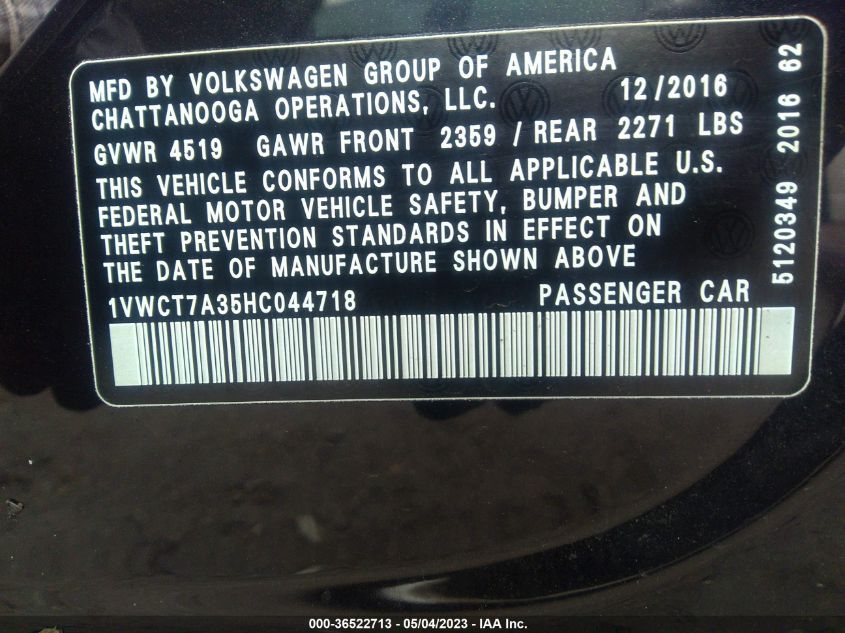 MFD BY VOLKSWAGEN GROUP OF AMERICA
CHATTANOOGA OPERATIONS, LLC. 12/2016
GVWR 4519 GAWR FRONT 2359 / REAR 2271 LBS
THIS VEHICLE CONFORMS TO ALL APPLICABLE U.S.
FEDERAL MOTOR VEHICLE SAFETY, BUMPER AND
THEFT PREVENTION STANDARDS IN EFFECT ON
THE DATE OF MANUFACTURE SHOWN ABOVE
1VWCT7A35HC044718 PASSENGER CAR
5120349 2016 62
000-36522713 - 05/04/2023 - IAA Inc.